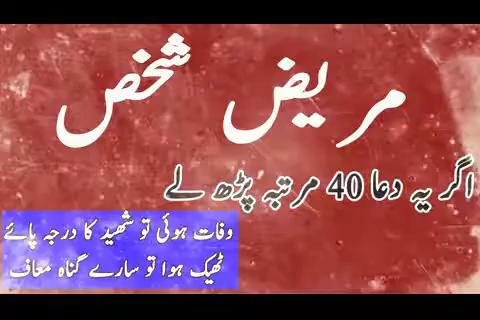 مریض شخص
اگر یہ دعا 40 مرتبہ پڑھ لے
وفات ہوئی تو شہید کا درجہ پائے
ٹھیک ہوا تو سارے گناہ معاف